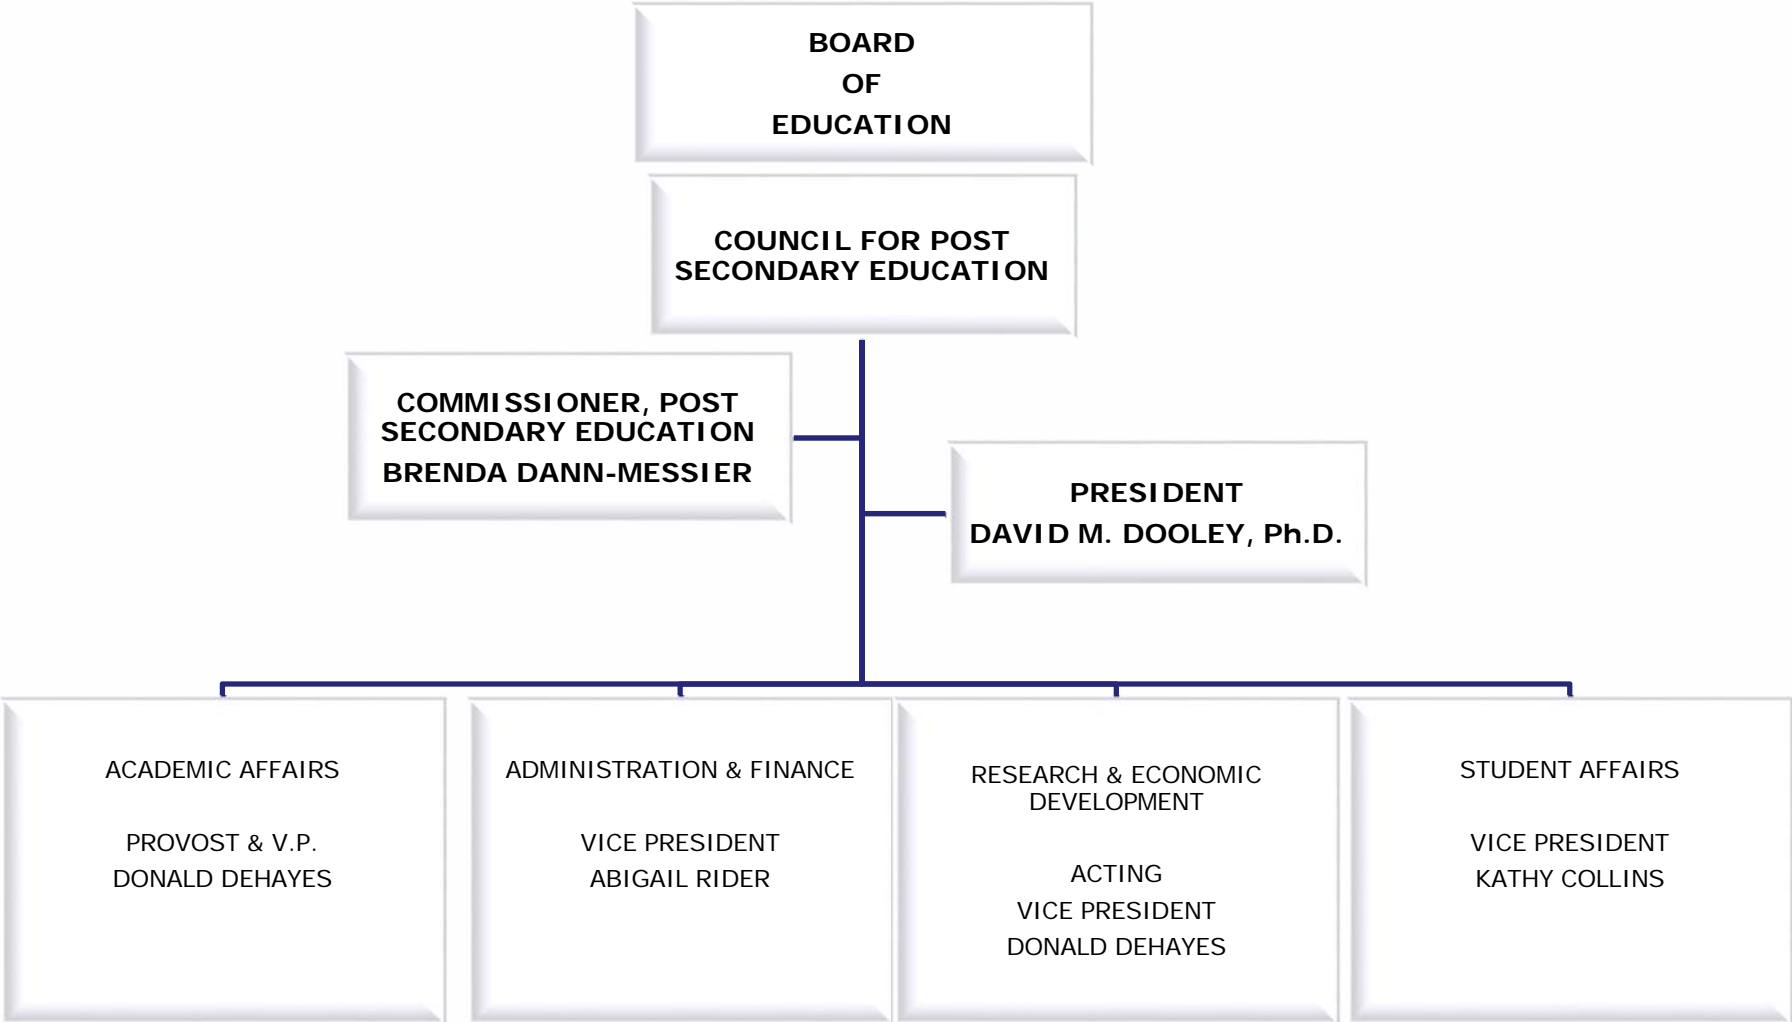 BOARD
OF
EDUCATION
COUNCIL FOR POST
SECONDARY EDUCATION
COMMISSIONER, POST
SECONDARY EDUCATION
BRENDA DANN-MESSIER
PRESIDENT
DAVID M. DOOLEY, Ph.D.
ACADEMIC AFFAIRS
PROVOST & V.P.
DONALD DEHAYES
ADMINISTRATION & FINANCE
VICE PRESIDENT
ABIGAIL RIDER
RESEARCH & ECONOMIC
DEVELOPMENT
ACTING
VICE PRESIDENT
DONALD DEHAYES
STUDENT AFFAIRS
VICE PRESIDENT
KATHY COLLINS